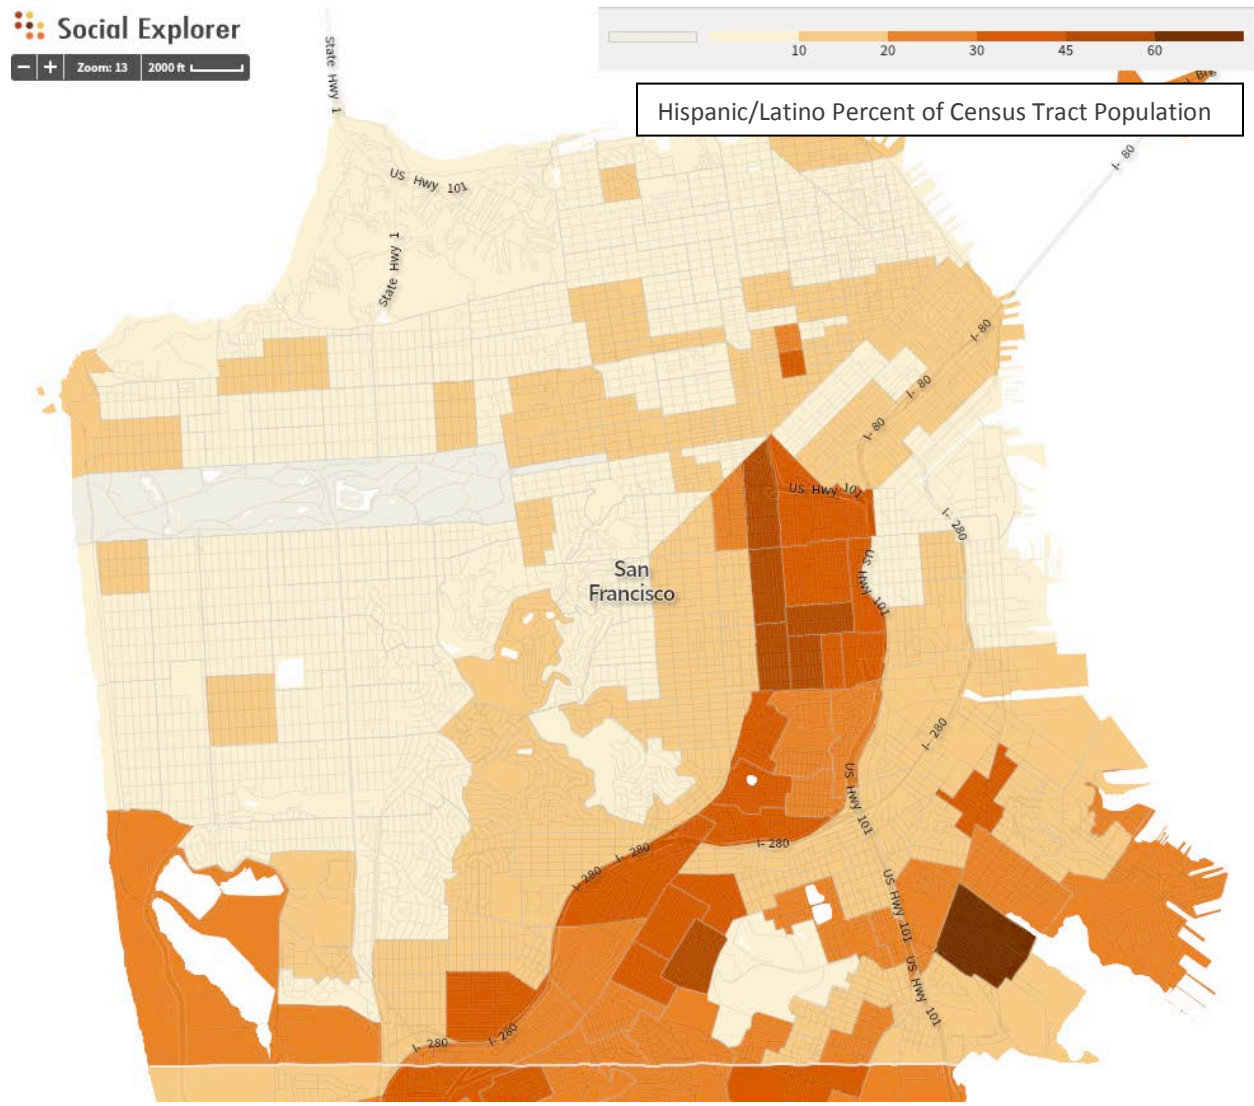 Social Explorer
− + Zoom: 13 2000 ft
10 20 30 45 60
Hispanic/Latino Percent of Census Tract Population
State Hwy 1
US Hwy 101
State Hwy 1
I- 80
I- 80
I- 80
I- 80
US Hwy 101
I- 280
US Hwy 101
San
Francisco
I- 280
US Hwy 101
I- 280
I- 280
I- 280
US Hwy 101
US Hwy 101
I- 280
I- 280